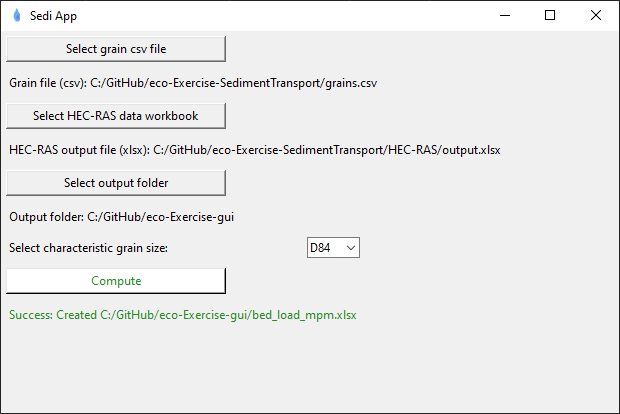 Sedi App
Select grain csv file
Grain file (csv): C:/GitHub/eco-Exercise-SedimentTransport/grains.csv
Select HEC-RAS data workbook
HEC-RAS output file (xlsx): C:/GitHub/eco-Exercise-SedimentTransport/HEC-RAS/output.xlsx
Select output folder
Output folder: C:/GitHub/eco-Exercise-gui
Select characteristic grain size: D84
Compute
Success: Created C:/GitHub/eco-Exercise-gui/bed_load_mpm.xlsx